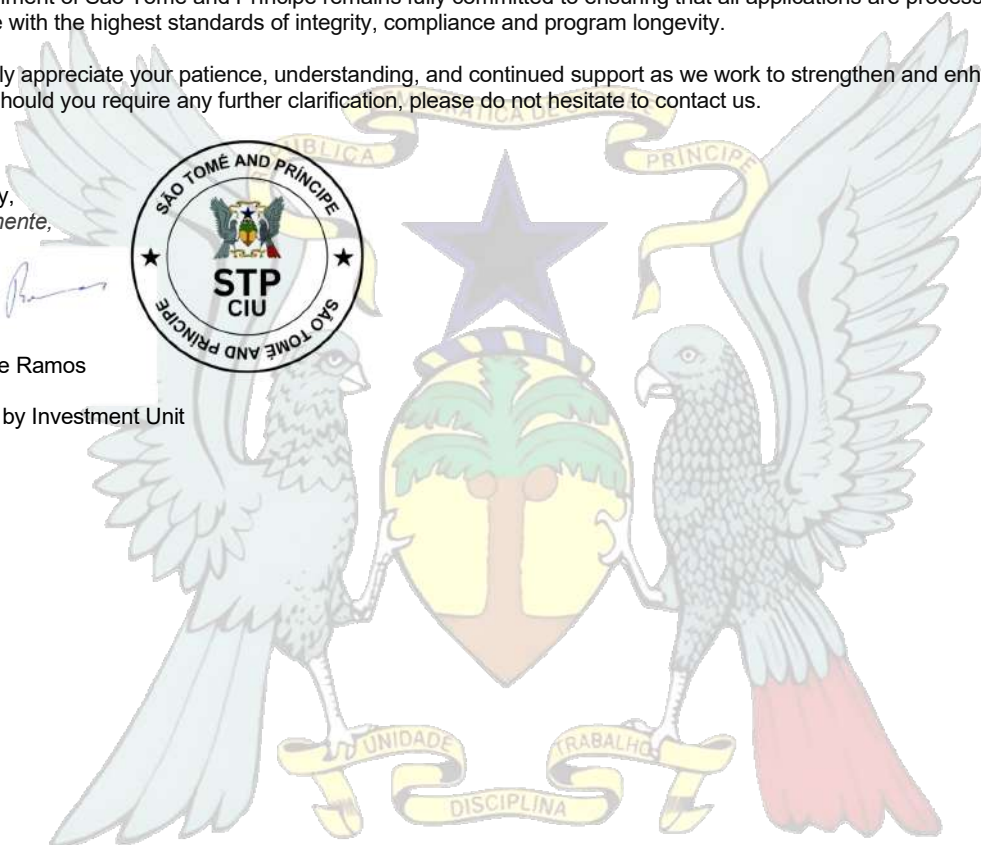 nment of São Tomé and Príncipe remains fully committed to ensuring that all applications are process
e with the highest standards of integrity, compliance and program longevity.
ly appreciate your patience, understanding, and continued support as we work to strengthen and enh
hould you require any further clarification, please do not hesitate to contact us.
PRINCIPE
y,
mente,
SÃO TOMÉ AND PRÍNCIPE
STP
CIU
SÃO TOMÉ AND PRÍNCIPE
e Ramos
by Investment Unit
UNIDADE
TRABALHO
DISCIPLINA